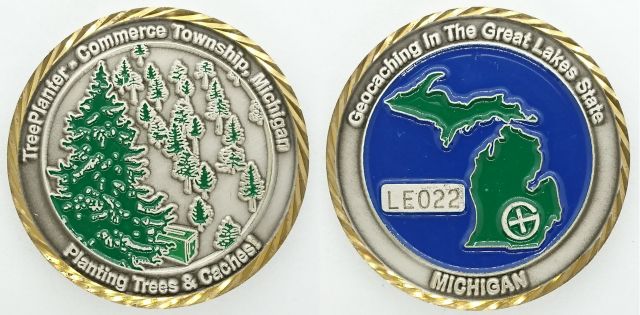 TreePlanter - Commerce Township, Michigan
Planting Trees & Caches!
Geocaching In The Great Lakes State
LE022
MICHIGAN